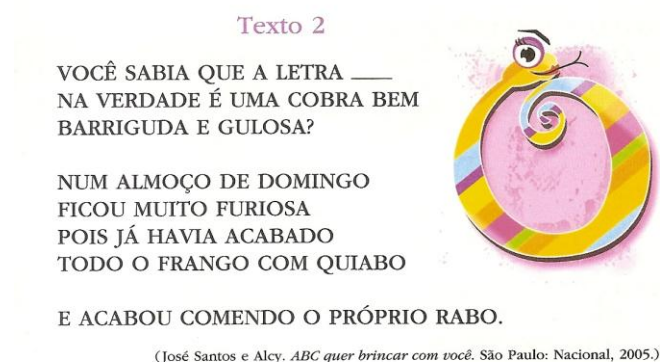 Texto 2
VOCÊ SABIA QUE A LETRA ____
NA VERDADE É UMA COBRA BEM
BARRIGUDA E GULOSA?
NUM ALMOÇO DE DOMINGO
FICOU MUITO FURIOSA
POIS JÁ HAVIA ACABADO
TODO O FRANGO COM QUIABO
E ACABOU COMENDO O PRÓPRIO RABO.
(José Santos e Alcy. ABC quer brincar com você. São Paulo: Nacional, 2005.)